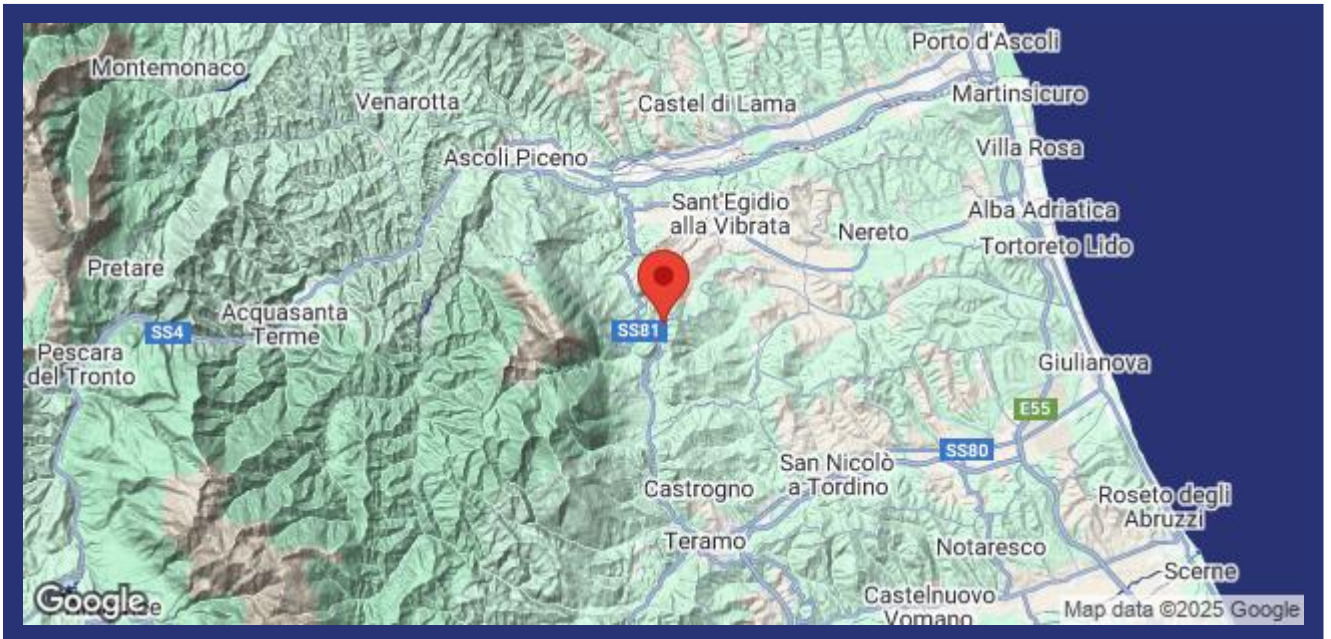 Porto d'Ascoli
Montemonaco
Venarotta
Castel di Lama
Martinsicuro
Villa Rosa
Ascoli Piceno
Sant'Egidio
alla Vibrata
Alba Adriatica
Nereto
Tortoreto Lido
Pretare
Acquasanta
Terme
SS4
SS81
Pescara
del Tronto
Giulianova
E55
SS80
San Nicolò
a Tordino
Castrogno
Roseto degli
Abruzzi
Teramo
Notaresco
Scerne
Castelnuovo
Vomano
Google
Map data ©2025 Google